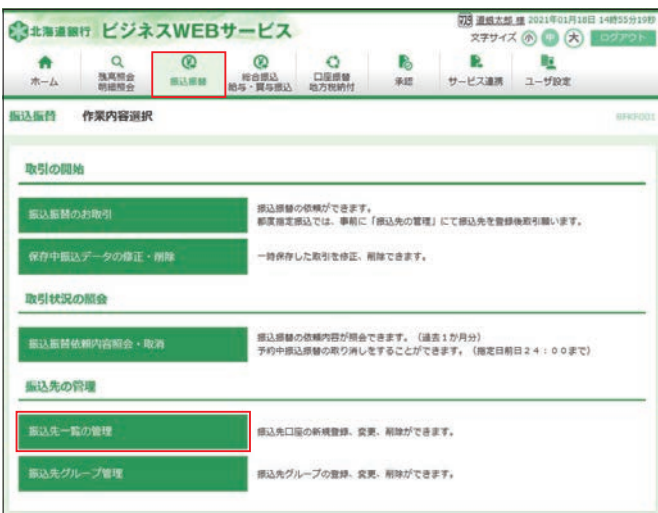 北海道銀行 ビジネスWEBサービス
道銀太郎 様 2021年01月18日 14時55分19秒
文字サイズ 小 中 大 ログアウト
ホーム
残高照会
明細照会
振込振替
総合振込
給与・賞与振込
口座振替
地方税納付
承認
サービス連携
ユーザ設定
振込振替 作業内容選択
BFKF001
取引の開始
振込振替のお取引
振込振替の依頼ができます。
都度指定振込では、事前に「振込先の管理」にて振込先を登録後取引願います。
保存中振込データの修正・削除
一時保存した取引を修正、削除できます。
取引状況の照会
振込振替依頼内容照会・取消
振込振替の依頼内容が照会できます。（過去１か月分）
予約中振込振替の取り消しをすることができます。（指定日前日２４：００まで）
振込先の管理
振込先一覧の管理
振込先口座の新規登録、変更、削除ができます。
振込先グループ管理
振込先グループの登録、変更、削除ができます。